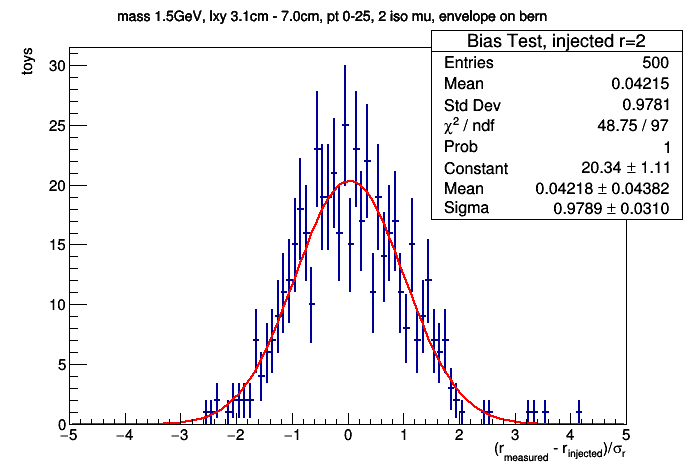 mass 1.5GeV, lxy 3.1cm - 7.0cm, pt 0-25, 2 iso mu, envelope on bern
Bias Test, injected r=2
Entries 500
Mean 0.04215
Std Dev 0.9781
χ² / ndf 48.75 / 97
Prob 1
Constant 20.34 ± 1.11
Mean 0.04218 ± 0.04382
Sigma 0.9789 ± 0.0310
toys
30
25
20
15
10
5
0
−5 −4 −3 −2 −1 0 1 2 3 4 5
(r_measured - r_injected)/σ_r